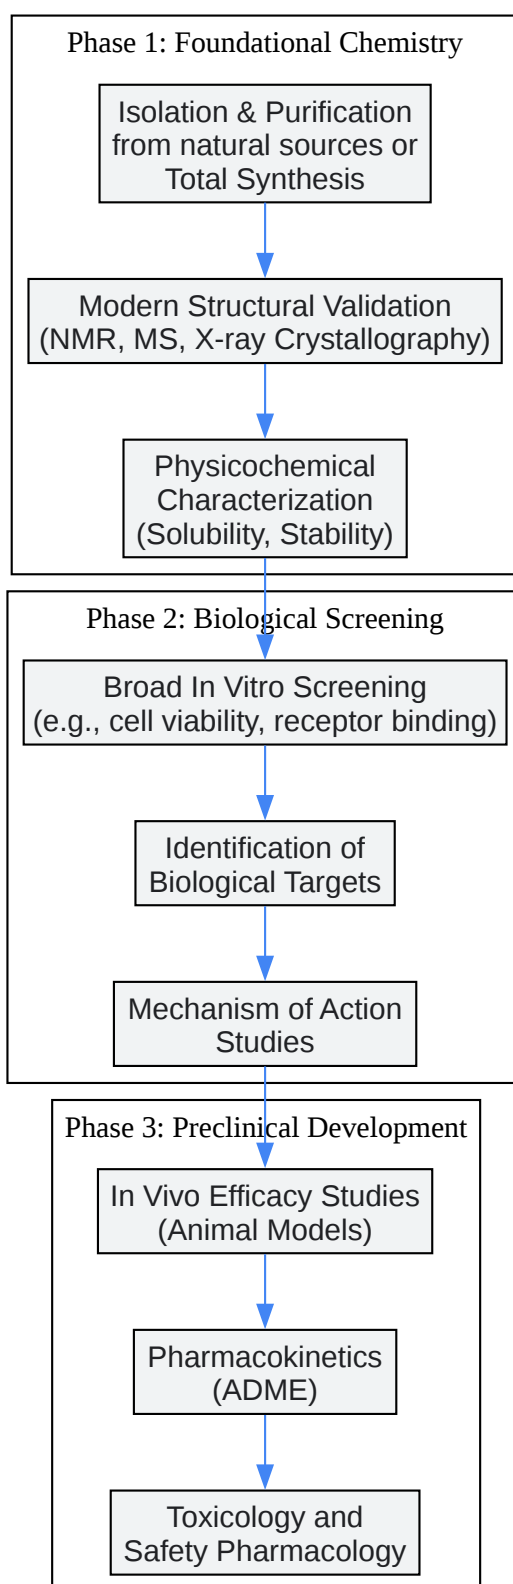 Phase 1: Foundational Chemistry
Isolation & Purification
from natural sources or
Total Synthesis
Modern Structural Validation
(NMR, MS, X-ray Crystallography)
Physicochemical
Characterization
(Solubility, Stability)
Phase 2: Biological Screening
Broad In Vitro Screening
(e.g., cell viability, receptor binding)
Identification of
Biological Targets
Mechanism of Action
Studies
Phase 3: Preclinical Development
In Vivo Efficacy Studies
(Animal Models)
Pharmacokinetics
(ADME)
Toxicology and
Safety Pharmacology